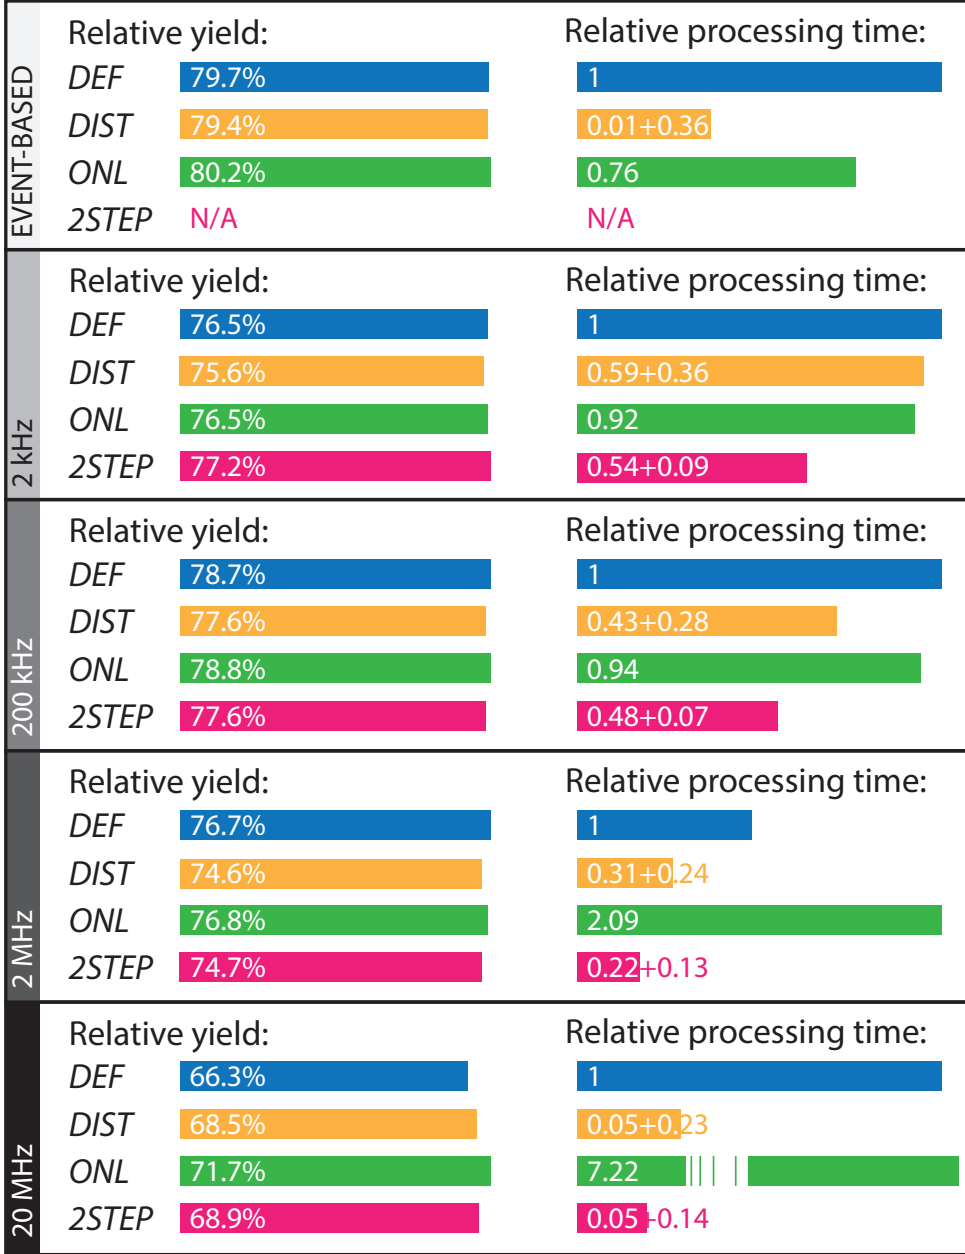 EVENT-BASED
Relative yield: Relative processing time:
DEF 79.7% 1
DIST 79.4% 0.01+0.36
ONL 80.2% 0.76
2STEP N/A N/A
2 kHz
Relative yield: Relative processing time:
DEF 76.5% 1
DIST 75.6% 0.59+0.36
ONL 76.5% 0.92
2STEP 77.2% 0.54+0.09
200 kHz
Relative yield: Relative processing time:
DEF 78.7% 1
DIST 77.6% 0.43+0.28
ONL 78.8% 0.94
2STEP 77.6% 0.48+0.07
2 MHz
Relative yield: Relative processing time:
DEF 76.7% 1
DIST 74.6% 0.31+0.24
ONL 76.8% 2.09
2STEP 74.7% 0.22+0.13
20 MHz
Relative yield: Relative processing time:
DEF 66.3% 1
DIST 68.5% 0.05+0.23
ONL 71.7% 7.22
2STEP 68.9% 0.05+0.14